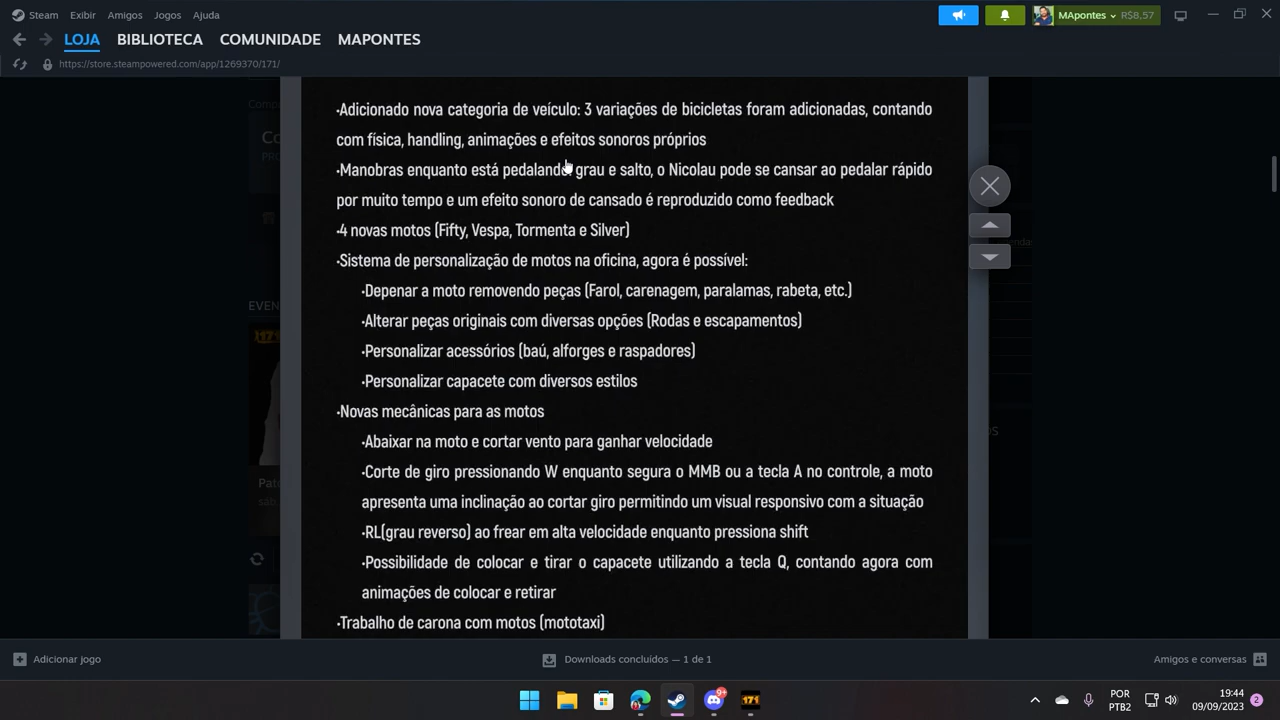 Steam Exibir Amigos Jogos Ajuda
MApontes R$8,57
LOJA BIBLIOTECA COMUNIDADE MAPONTES
https://store.steampowered.com/app/1269370/171/
•Adicionado nova categoria de veículo: 3 variações de bicicletas foram adicionadas, contando
com física, handling, animações e efeitos sonoros próprios
•Manobras enquanto está pedalando grau e salto, o Nicolau pode se cansar ao pedalar rápido
por muito tempo e um efeito sonoro de cansado é reproduzido como feedback
•4 novas motos (Fifty, Vespa, Tormenta e Silver)
•Sistema de personalização de motos na oficina, agora é possível:
•Depenar a moto removendo peças (Farol, carenagem, paralamas, rabeta, etc.)
•Alterar peças originais com diversas opções (Rodas e escapamentos)
•Personalizar acessórios (baú, alforges e raspadores)
•Personalizar capacete com diversos estilos
•Novas mecânicas para as motos
•Abaixar na moto e cortar vento para ganhar velocidade
•Corte de giro pressionando W enquanto segura o MMB ou a tecla A no controle, a moto
apresenta uma inclinação ao cortar giro permitindo um visual responsivo com a situação
•RL(grau reverso) ao frear em alta velocidade enquanto pressiona shift
•Possibilidade de colocar e tirar o capacete utilizando a tecla Q, contando agora com
animações de colocar e retirar
•Trabalho de carona com motos (mototaxi)
EVEN
Adicionar jogo
Downloads concluídos — 1 de 1
Amigos e conversas
9+
171
POR
PTB2
19:44
09/09/2023
2